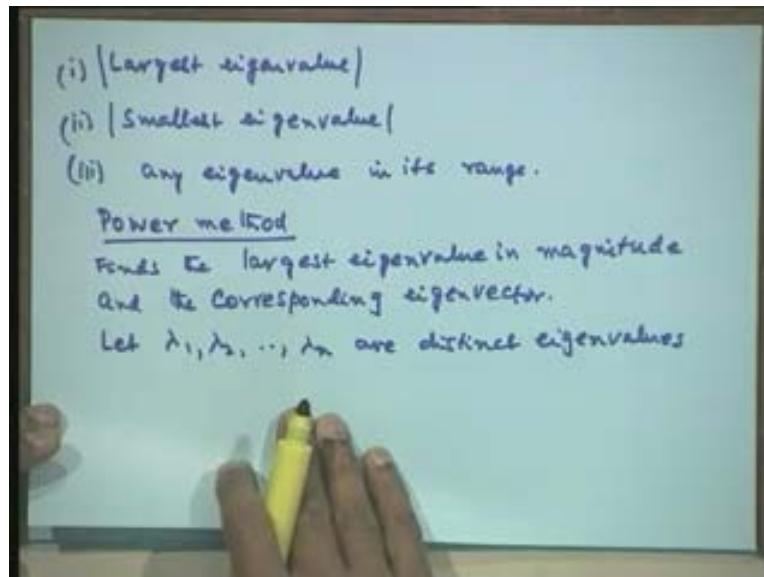 (i) |Largest eigenvalue|
(ii) |Smallest eigenvalue|
(iii) any eigenvalue in its range.
Power method
Finds the largest eigenvalue in magnitude
and the corresponding eigenvector.
Let λ₁, λ₂, .., λₙ are distinct eigenvalues